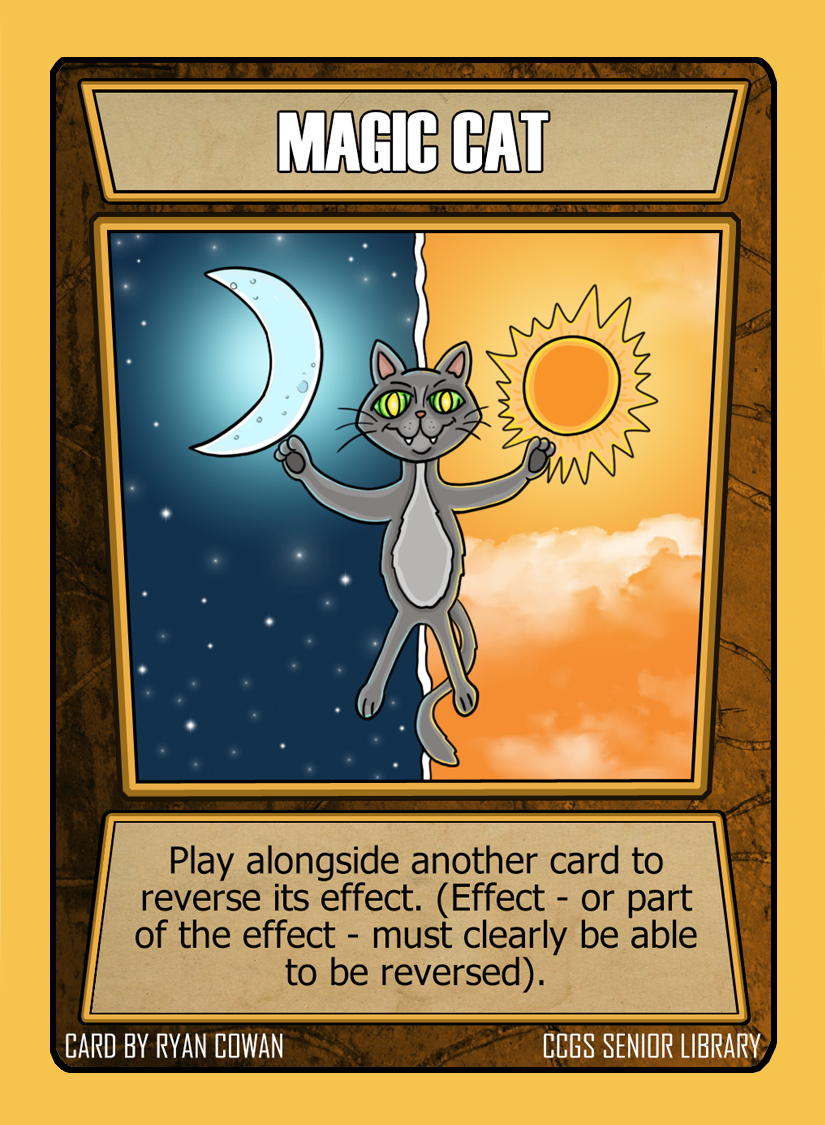 MAGIC CAT
Play alongside another card to
reverse its effect. (Effect - or part
of the effect - must clearly be able
to be reversed).
CARD BY RYAN COWAN
CCGS SENIOR LIBRARY